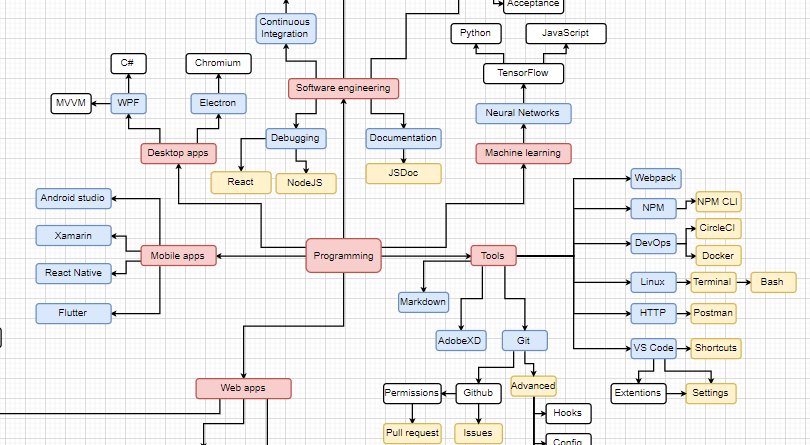 Acceptance
Continuous
Integration
Python
JavaScript
C#
Chromium
TensorFlow
Software engineering
MVVM
WPF
Electron
Neural Networks
Debugging
Documentation
Desktop apps
Machine learning
React
NodeJS
JSDoc
Webpack
Android studio
NPM
NPM CLI
CircleCI
Xamarin
DevOps
Mobile apps
Programming
Tools
Docker
React Native
Linux
Terminal
Bash
Markdown
Flutter
HTTP
Postman
AdobeXD
Git
VS Code
Shortcuts
Web apps
Advanced
Permissions
Github
Extentions
Settings
Hooks
Pull request
Issues
Config